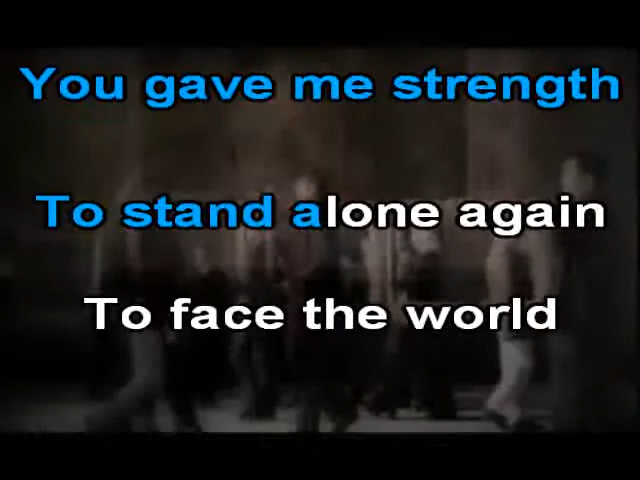 You gave me strength
To stand alone again
To face the world